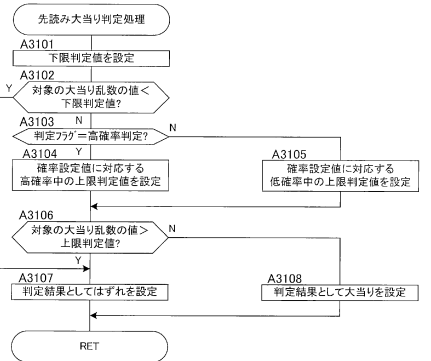 先読み大当り判定処理
A3101
下限判定値を設定
A3102
Y
対象の大当り乱数の値<
下限判定値?
N
A3103
判定フラグ=高確率判定?
N
Y
A3104
確率設定値に対応する
高確率中の上限判定値を設定
A3105
確率設定値に対応する
低確率中の上限判定値を設定
A3106
対象の大当り乱数の値>
上限判定値?
N
Y
A3107
判定結果としてはずれを設定
A3108
判定結果として大当りを設定
RET